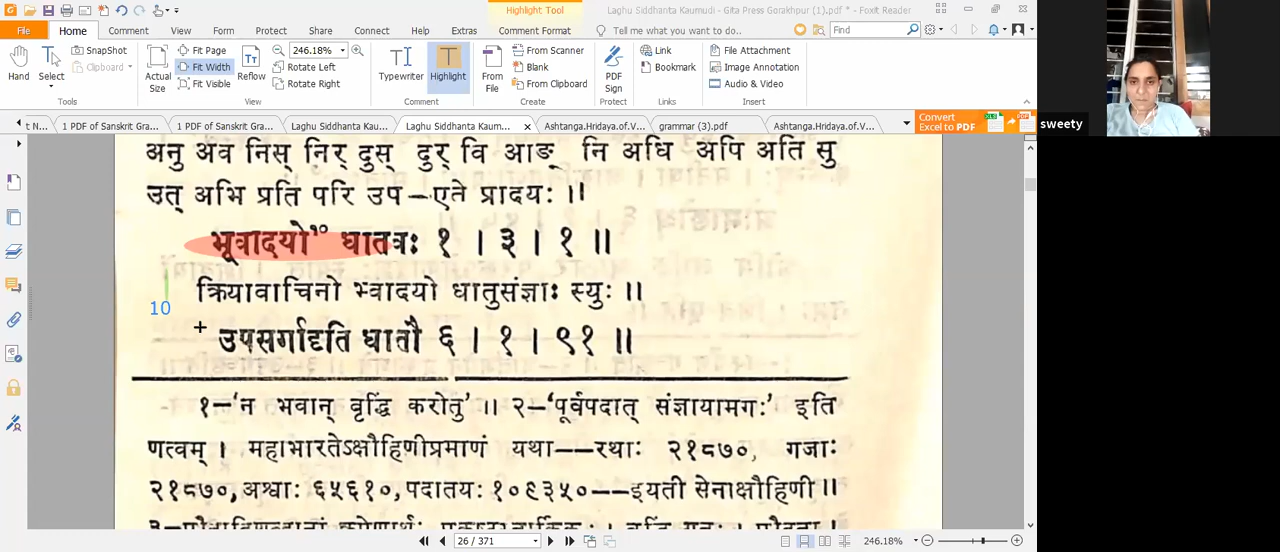 Highlight Tool
Laghu Siddhanta Kaumudi - Gita Press Gorakhpur (1).pdf * - Foxit Reader
File Home Comment View Form Protect Share Connect Help Extras Comment Format Tell me what you want to do... Find
SnapShot Clipboard
Hand Select
Fit Page Fit Width Fit Visible
Actual Size Reflow
246.18% Rotate Left Rotate Right
Typewriter Highlight
From Scanner Blank From Clipboard
From File
PDF Sign
Link Bookmark
File Attachment Image Annotation Audio & Video
Tools View Comment Create Protect Links Insert
t N... 1 PDF of Sanskrit Gra... 1 PDF of Sanskrit Gra... Laghu Siddhanta Kau... Laghu Siddhanta Kaum... Ashtanga.Hridaya.of.V... grammar (3).pdf Ashtanga.Hridaya.of.V...
Convert Excel to PDF
sweety
अनु अव निस् निर् दुस् दुर् वि आङ् नि अधि अपि अति सु
उत् अभि प्रति परि उप—एते प्रादयः ॥
भूवादयो१० धातवः १ । ३ । १ ॥
10
क्रियावाचिनो भ्वादयो धातुसंज्ञाः स्युः ॥
उपसर्गादृति धातौ ६ । १ । ९१ ॥
१—'न भवान् वृद्धिं करोतु' ॥ २—'पूर्वपदात् संज्ञायामगः' इति
णत्वम् । महाभारतेऽक्षौहिणीप्रमाणं यथा——रथाः २१८७०, गजाः
२१८७०, अश्वाः ६५६१०, पदातयः १०९३५०——इयती सेनाक्षौहिणी ॥
26 / 371
246.18%